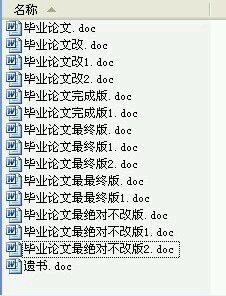 名称
毕业论文.doc
毕业论文改.doc
毕业论文改1.doc
毕业论文改2.doc
毕业论文完成版.doc
毕业论文完成版1.doc
毕业论文最终版.doc
毕业论文最终版1.doc
毕业论文最终版2.doc
毕业论文最最终版.doc
毕业论文最最终版1.doc
毕业论文最绝对不改版.doc
毕业论文最绝对不改版1.doc
毕业论文最绝对不改版2.doc
遗书.doc